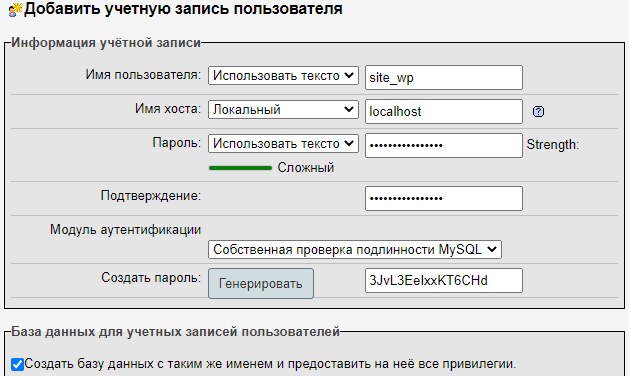 Добавить учетную запись пользователя
Информация учётной записи
Имя пользователя: Использовать тексто site_wp
Имя хоста: Локальный localhost
Пароль: Использовать тексто •••••••••••••••• Strength:
Сложный
Подтверждение: ••••••••••••••••
Модуль аутентификации
Собственная проверка подлинности MySQL
Создать пароль: Генерировать 3JvL3EeIxxKT6CHd
База данных для учетных записей пользователей
Создать базу данных с таким же именем и предоставить на неё все привилегии.